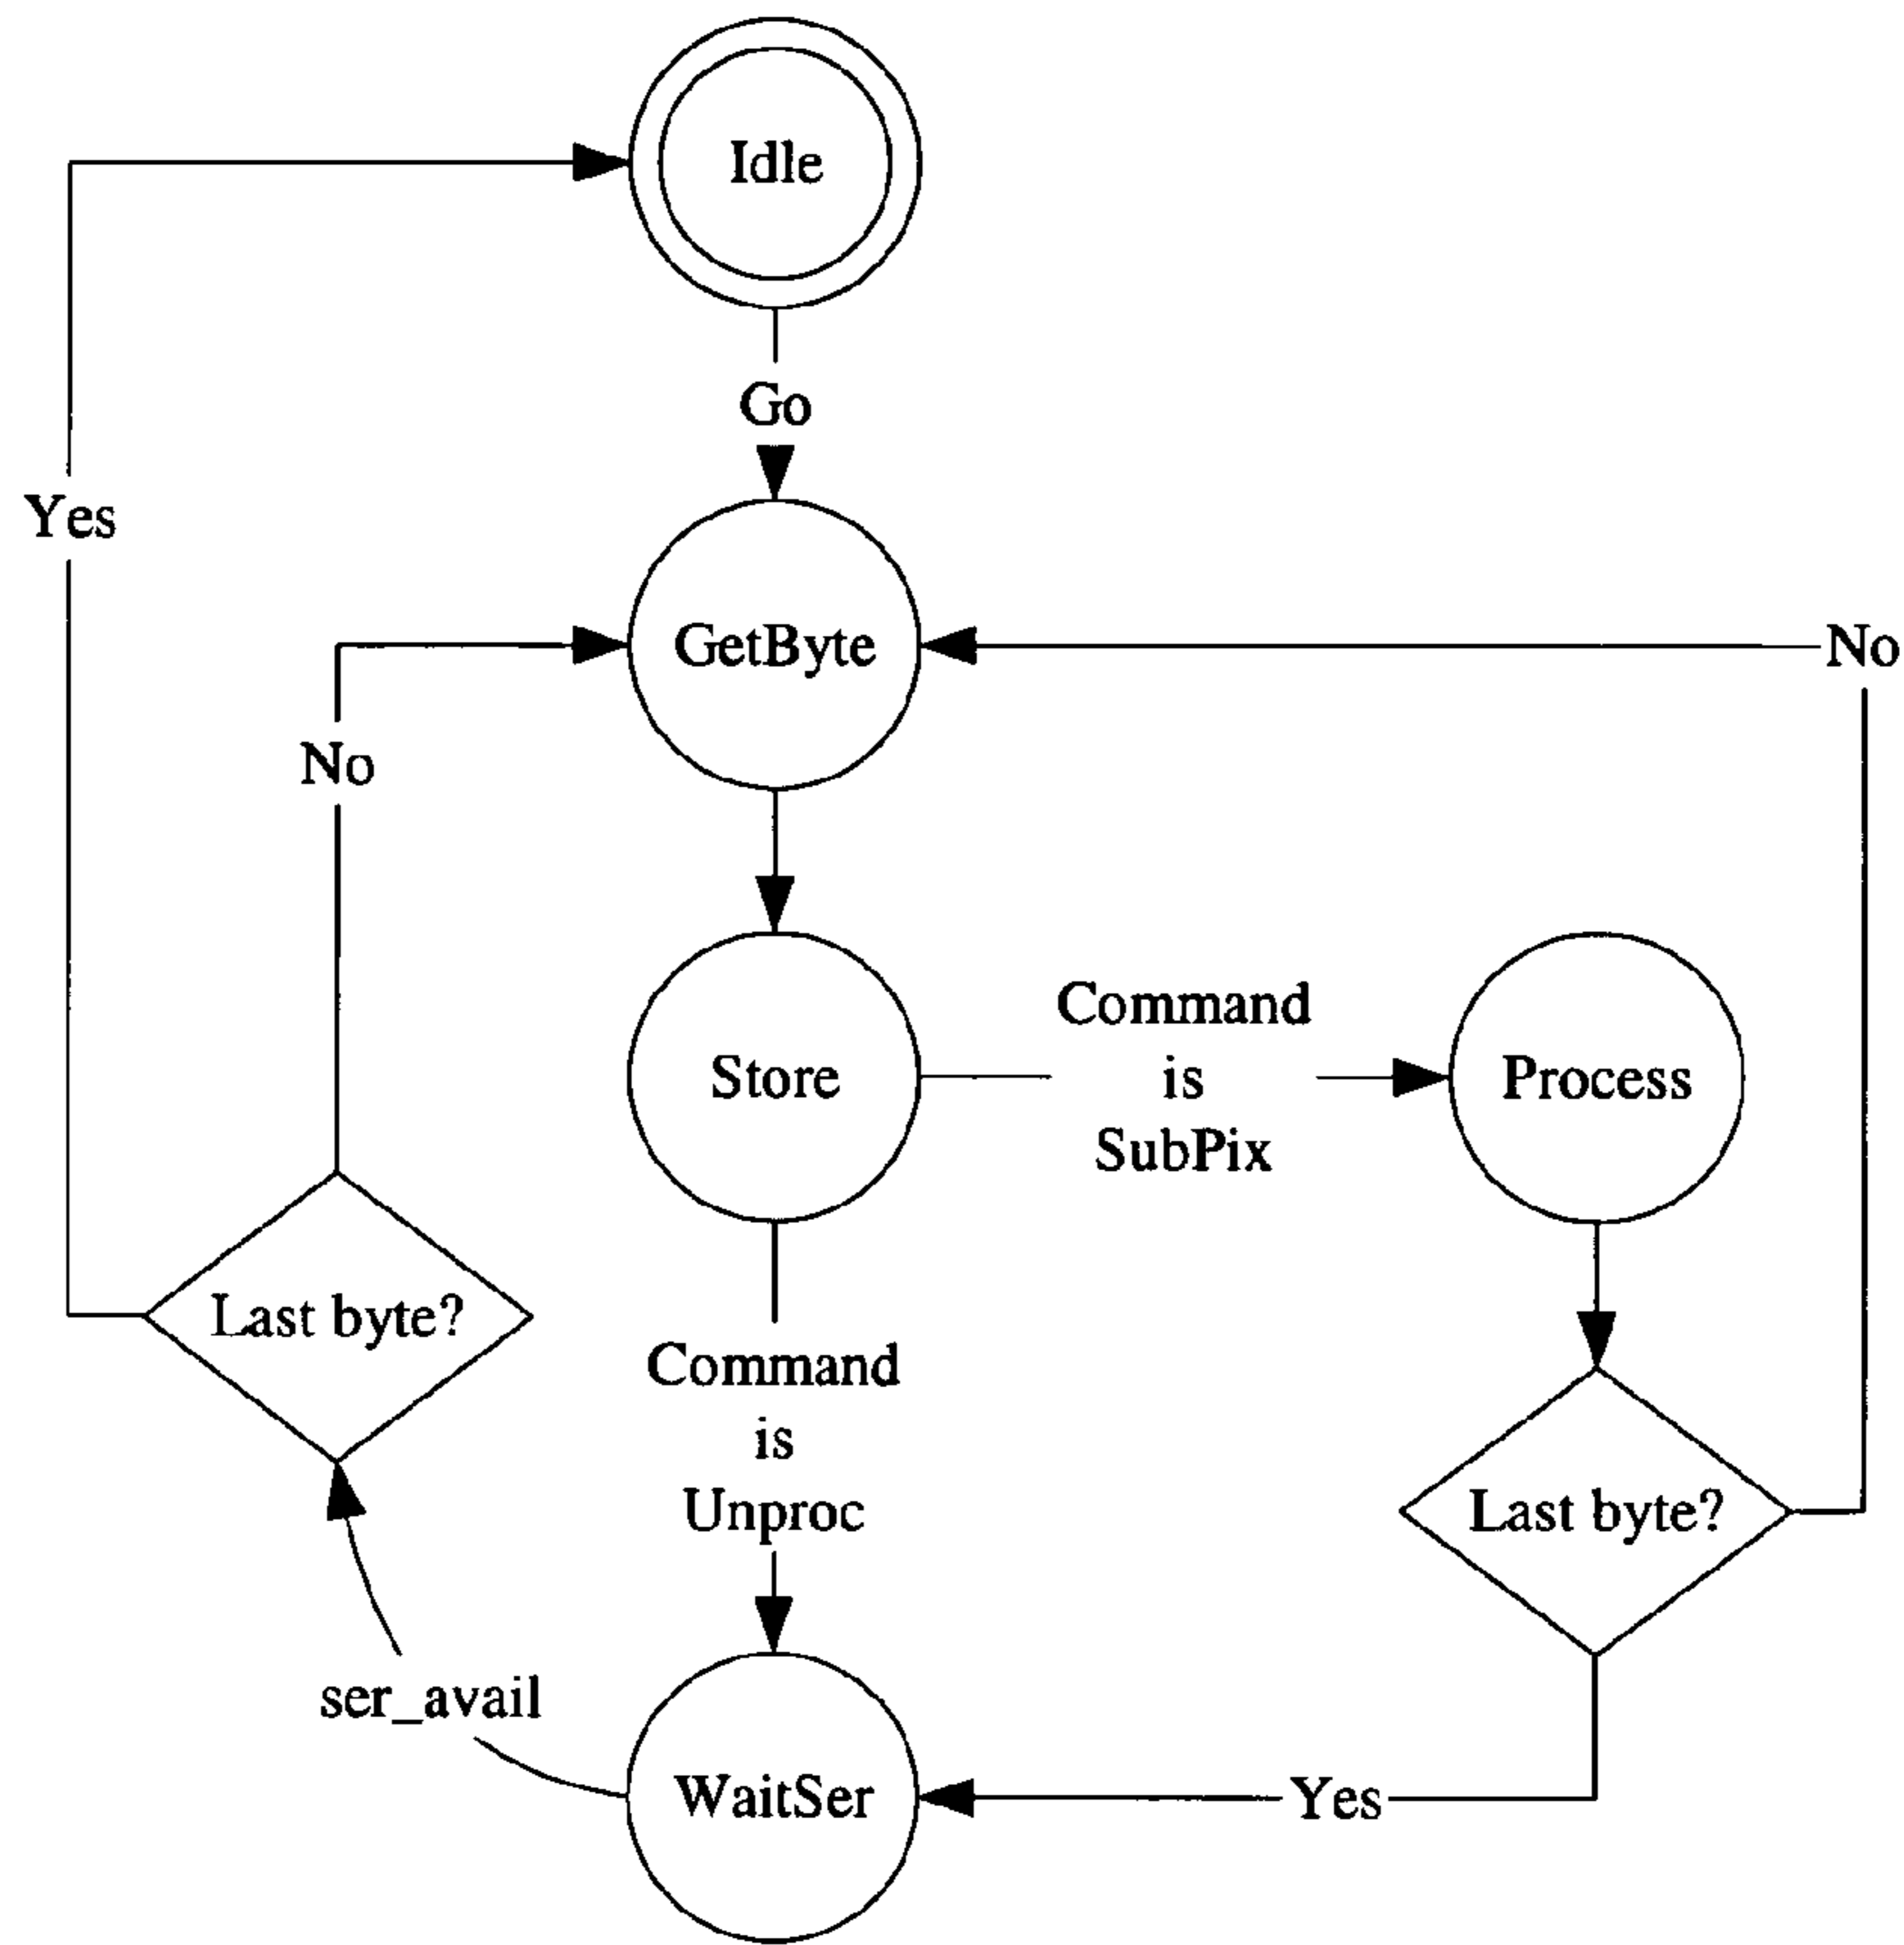 Idle
Go
Yes
GetByte
No
No
Store
Command
is
SubPix
Process
Last byte?
Command
is
Unproc
Last byte?
ser_avail
WaitSer
Yes